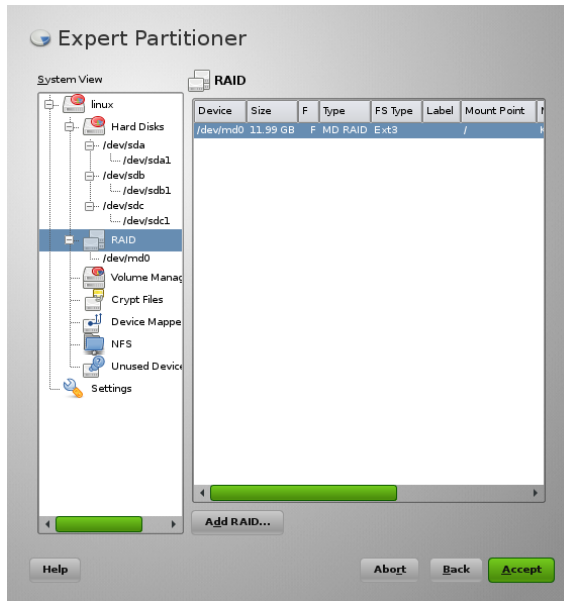 Expert Partitioner
System View
linux
Hard Disks
/dev/sda
/dev/sda1
/dev/sdb
/dev/sdb1
/dev/sdc
/dev/sdc1
RAID
/dev/md0
Volume Manag
Crypt Files
Device Mappe
NFS
Unused Device
Settings
RAID
Device Size F Type FS Type Label Mount Point
/dev/md0 11.99 GB F MD RAID Ext3 /
Add RAID...
Help Abort Back Accept